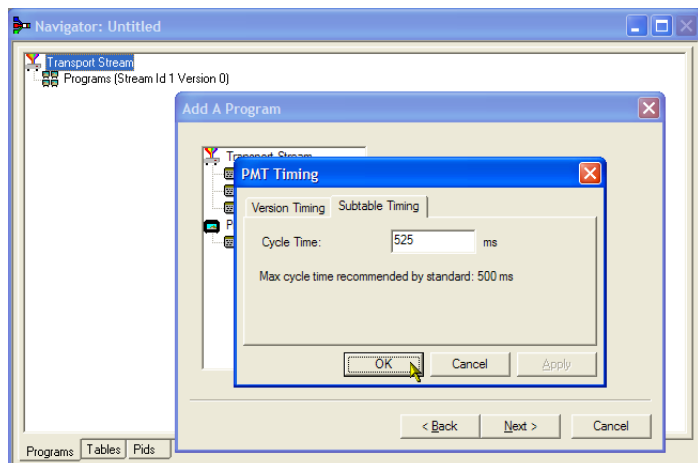 Navigator: Untitled
Transport Stream
Programs (Stream Id 1 Version 0)
Add A Program
Transport Stream
PMT Timing
Version Timing
Subtable Timing
Cycle Time:
525
ms
Max cycle time recommended by standard: 500 ms
OK
Cancel
Apply
< Back
Next >
Cancel
Programs
Tables
Pids